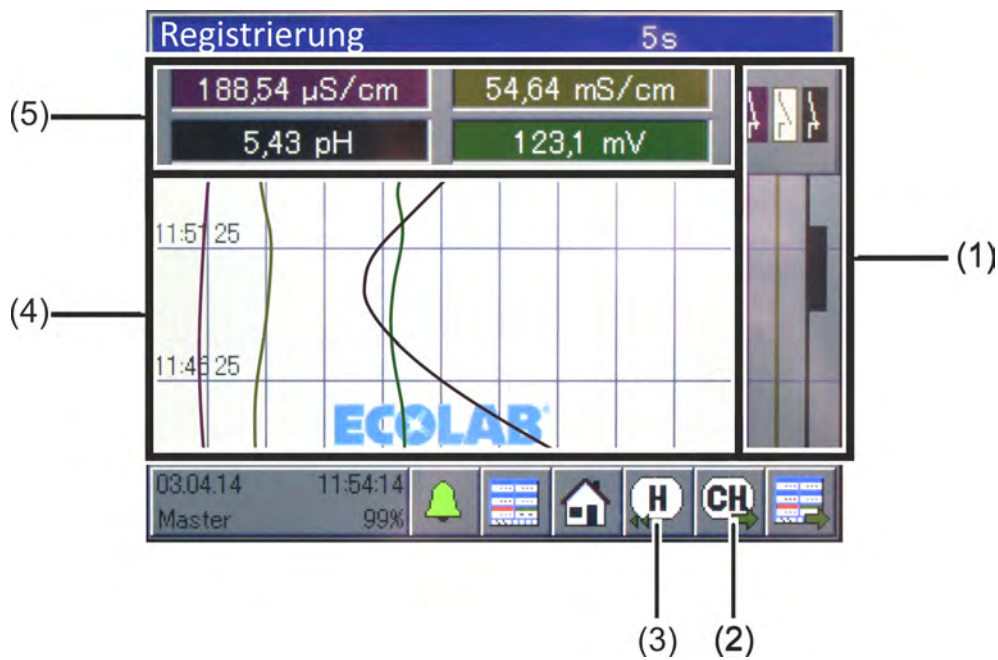 Registrierung 5s
188,54 µS/cm 54,64 mS/cm
(5)
5,43 pH 123,1 mV
11:51 25
(1)
(4)
11:46 25
ECOLAB
03.04.14 11:54:14
Master 99%
H CH
(3) (2)